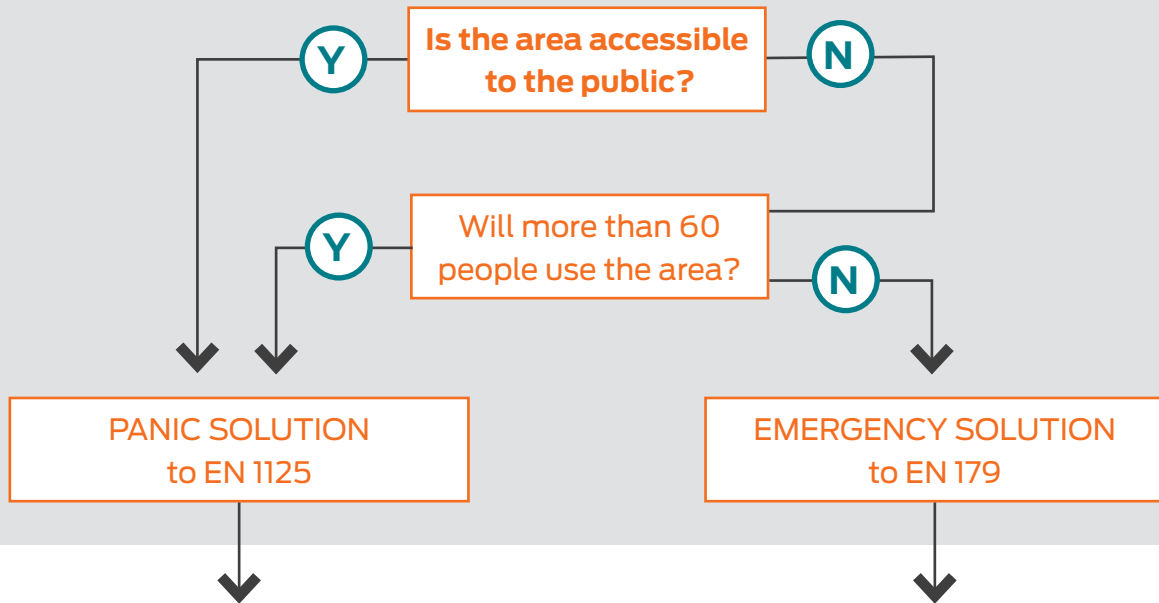 Is the area accessible
to the public?
Y
N
Will more than 60
people use the area?
Y
N
PANIC SOLUTION
to EN 1125
EMERGENCY SOLUTION
to EN 179